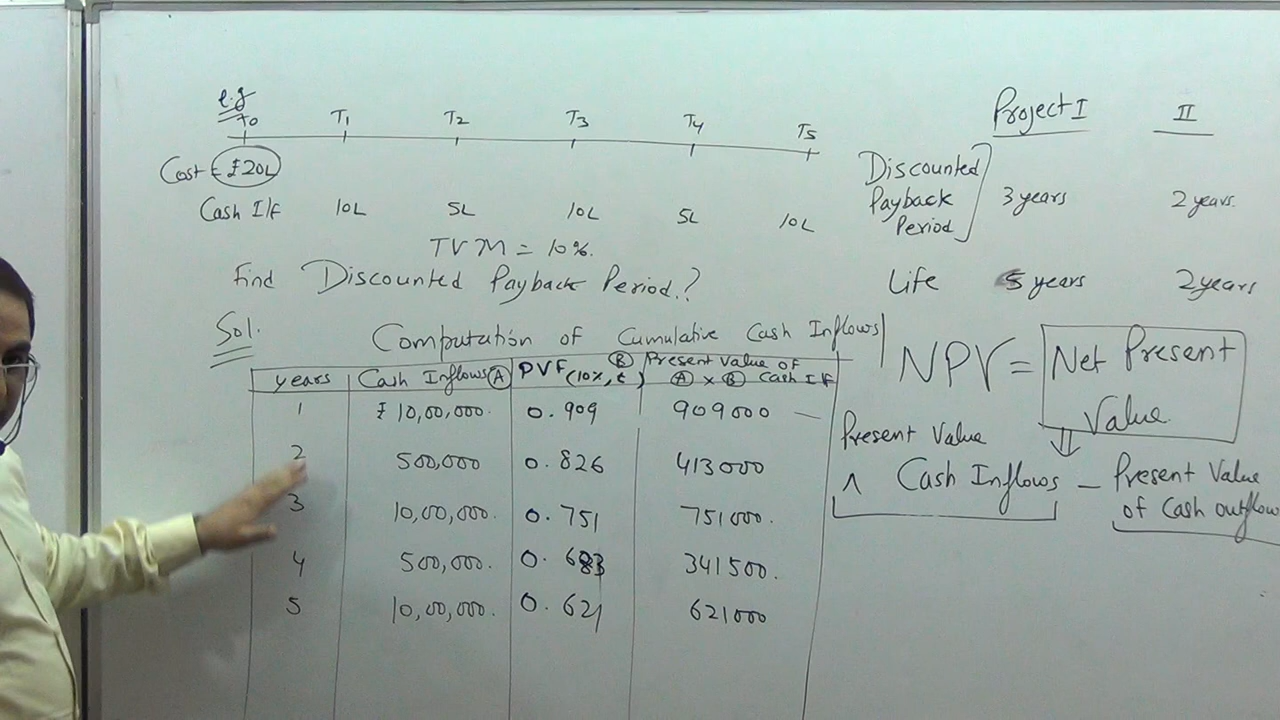 e.g
T0 T1 T2 T3 T4 T5
Cost ₹20L
Cash I/f 10L 5L 10L 5L 10L
TVM = 10%.
Find Discounted Payback Period.?
Sol.
Computation of Cumulative Cash Inflows
years Cash Inflows(A) PVF(10%, t) (B) Present Value of Cash I/f (A) x (B)
1 ₹ 10,00,000. 0.909 909000
2 500,000 0.826 413000
3 10,00,000. 0.751 751000.
4 500,000. 0.683 341500.
5 10,00,000. 0.621 621000
Project I II
Discounted Payback Period 3 years 2 years.
Life 5 years 2 years
NPV = Net Present
Value
Present Value
^ Cash Inflows – Present Value
of Cash outflow